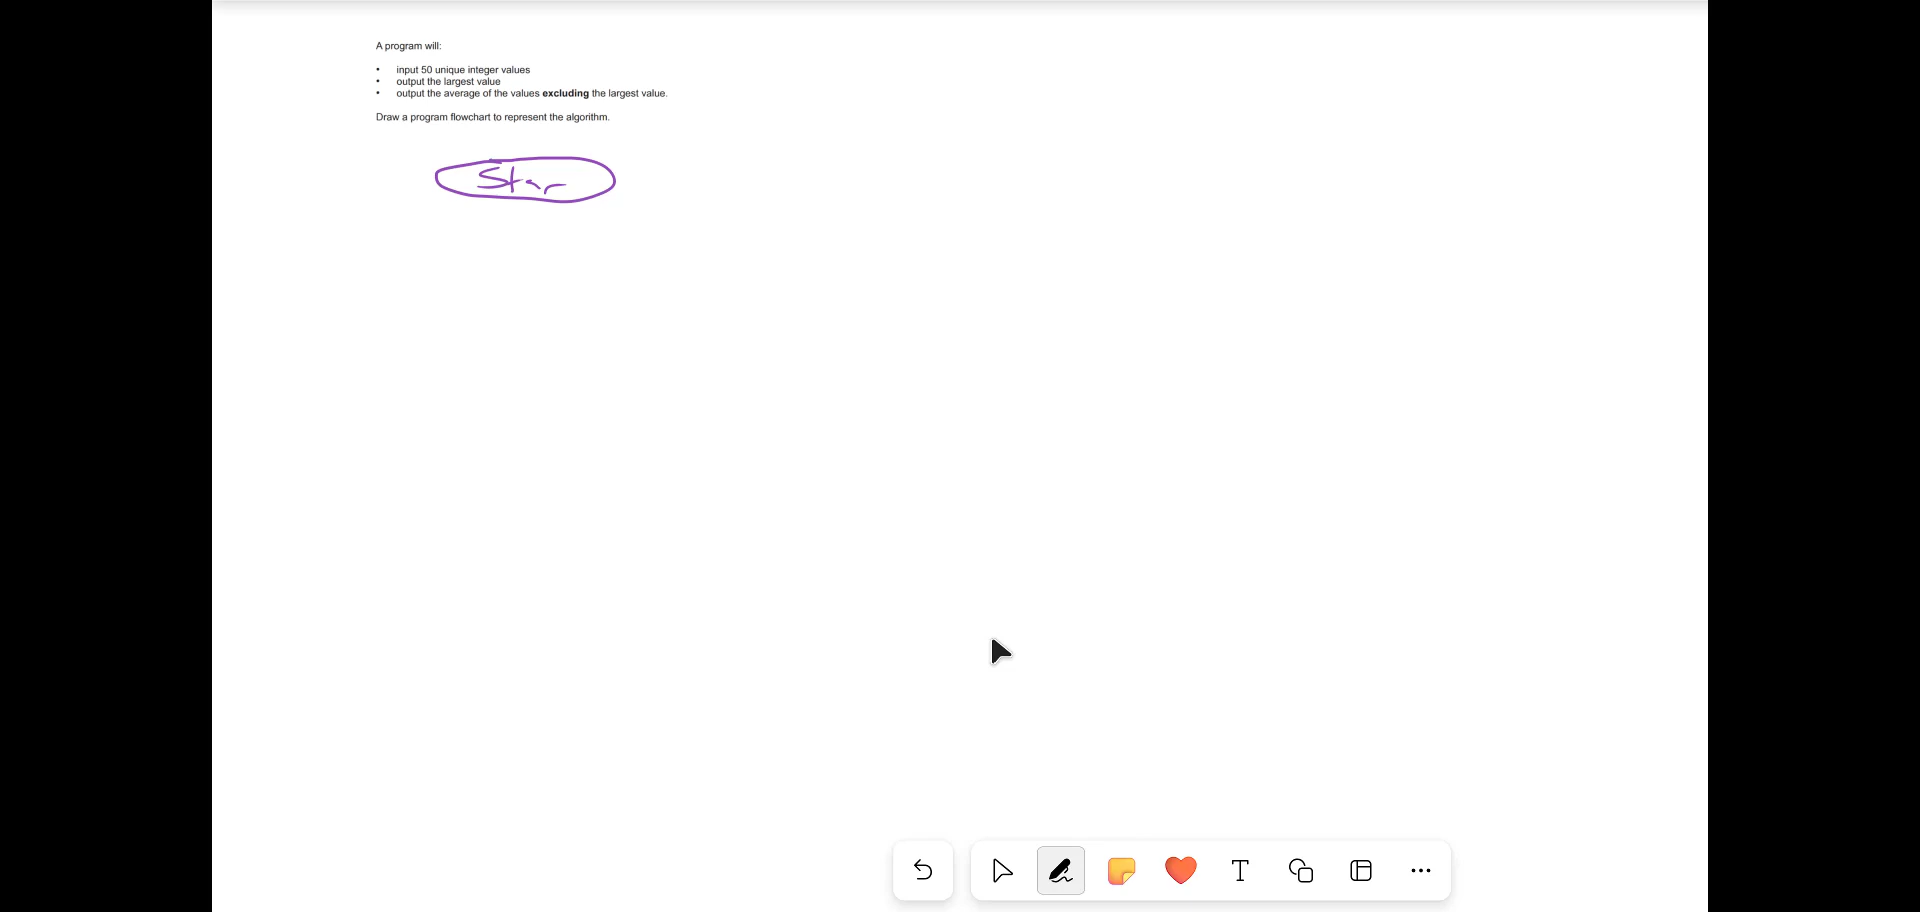 A program will:
• input 50 unique integer values
• output the largest value
• output the average of the values excluding the largest value.
Draw a program flowchart to represent the algorithm.
Star
T